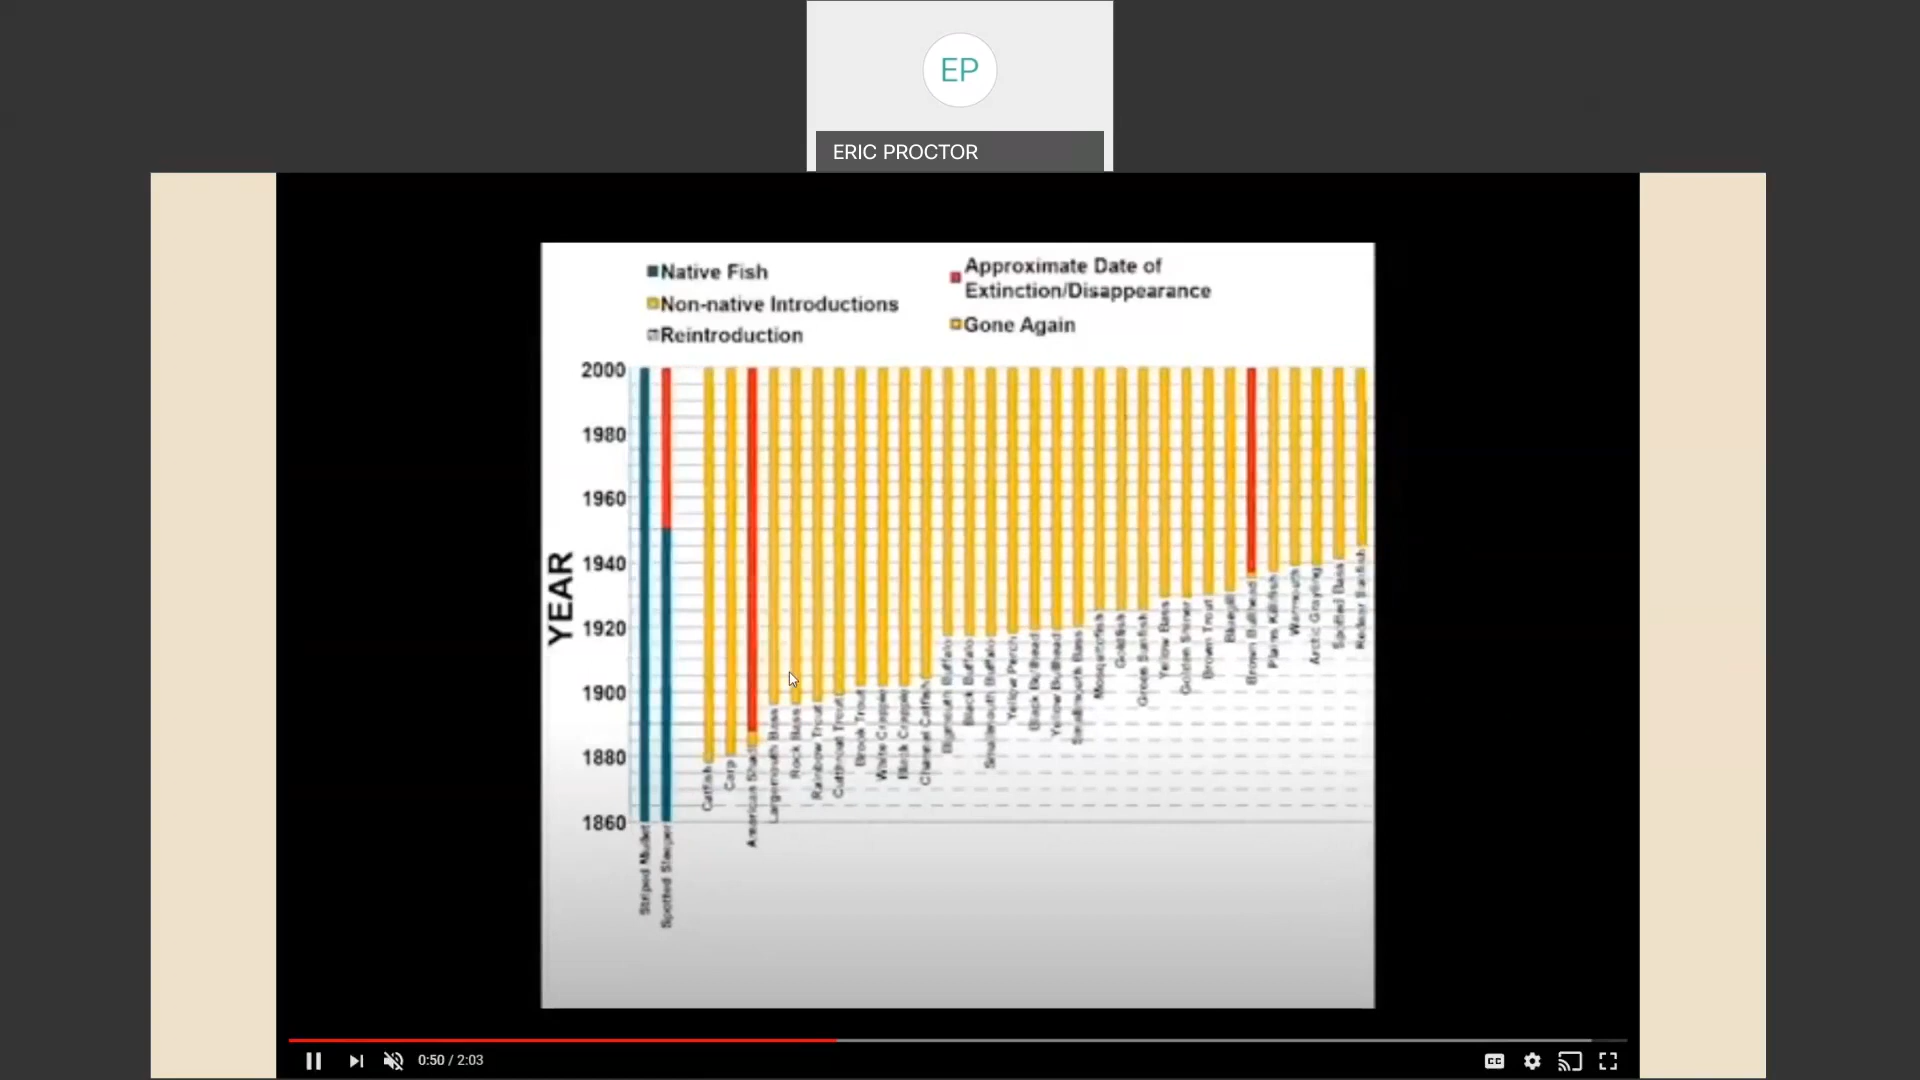 EP
ERIC PROCTOR
Native Fish
Non-native Introductions
Reintroduction
Approximate Date of
Extinction/Disappearance
Gone Again
YEAR
2000
1980
1960
1940
1920
1900
1880
1860
Striped Mullet
Spotted Sleeper
Catfish
Carp
American Shad
Largemouth Bass
Rock Bass
Rainbow Trout
Cutthroat Trout
Brook Trout
White Crappie
Black Crappie
Channel Catfish
Bigmouth Buffalo
Black Buffalo
Smallmouth Buffalo
Yellow Perch
Black Bullhead
Yellow Bullhead
Smallmouth Bass
Mosquitofish
Goldfish
Green Sunfish
Yellow Bass
Golden Shiner
Brown Trout
Bluegill
Brown Bullhead
Plains Killifish
Warmouth
Arctic Grayling
Spotted Bass
Redear Sunfish
0:50 / 2:03
CC